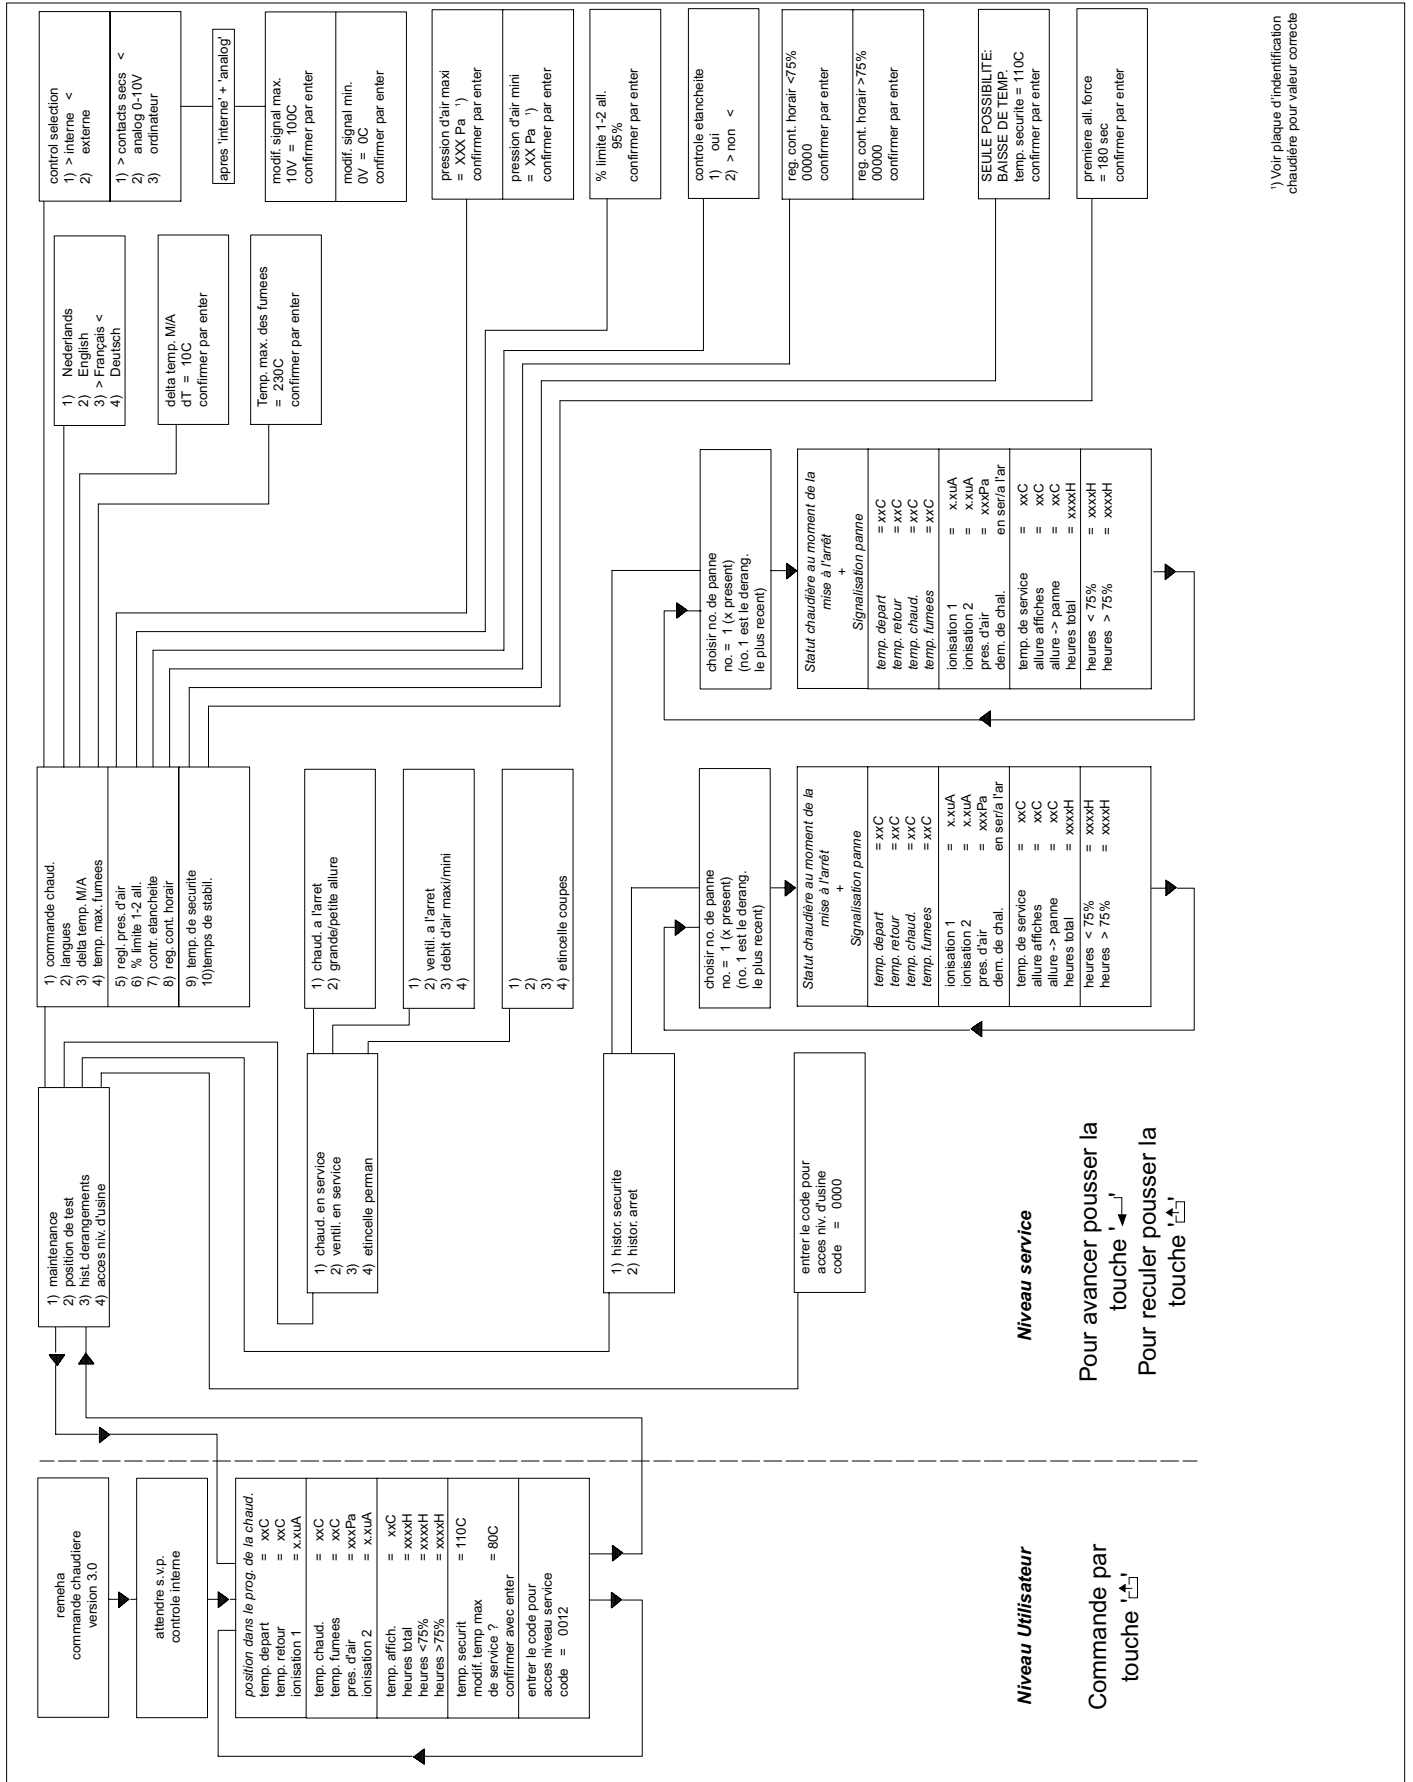 remeha
commande chaudiere
version 3.0
attendre s.v.p.
controle interne
position dans le prog. de la chaud.
temp. depart = xxC
temp. retour = xxC
ionisation 1 = x.xuA
temp. chaud. = xxC
temp. fumees = xxC
pres. d'air = xxxPa
ionisation 2 = x.xuA
temp. affich. = xxC
heures total = xxxxH
heures <75% = xxxxH
heures >75% = xxxxH
temp. securit = 110C
modif. temp max
de service ? = 80C
confirmer avec enter
entrer le code pour
acces niveau service
code = 0012
Niveau Utilisateur
Commande par
touche ' '
1) maintenance
2) position de test
3) hist. derangements
4) acces niv. d'usine
1) chaud. en service
2) ventil. en service
3)
4) etincelle perman
1) histor. securite
2) histor. arret
entrer le code pour
acces niv. d'usine
code = 0000
Niveau service
Pour avancer pousser la
touche ' '
Pour reculer pousser la
touche ' '
1) commande chaud.
2) langues
3) delta temp. M/A
4) temp. max. fumees
5) regl. pres. d'air
6) % limite 1-2 all.
7) contr. etancheite
8) reg. cont. horair
9) temp. de securite
10)temps de stabil.
1) chaud. a l'arret
2) grande/petite allure
1)
2) ventil. a l'arret
3) debit d'air maxi/mini
4)
1)
2)
3)
4) etincelle coupes
choisir no. de panne
no. = 1 (x present)
(no. 1 est le derang.
le plus recent)
Statut chaudière au moment de la
mise à l'arrêt
+
Signalisation panne
temp. depart = xxC
temp. retour = xxC
temp. chaud. = xxC
temp. fumees = xxC
ionisation 1 = x.xuA
ionisation 2 = x.xuA
pres. d'air = xxxPa
dem. de chal. en ser/a l'ar
temp. de service = xxC
allure affiches = xxC
allure -> panne = xxC
heures total = xxxxH
heures < 75% = xxxxH
heures > 75% = xxxxH
choisir no. de panne
no. = 1 (x present)
(no. 1 est le derang.
le plus recent)
Statut chaudière au moment de la
mise à l'arrêt
+
Signalisation panne
temp. depart = xxC
temp. retour = xxC
temp. chaud. = xxC
temp. fumees = xxC
ionisation 1 = x.xuA
ionisation 2 = x.xuA
pres. d'air = xxxPa
dem. de chal. en ser/a l'ar
temp. de service = xxC
allure affiches = xxC
allure -> panne = xxC
heures total = xxxxH
heures < 75% = xxxxH
heures > 75% = xxxxH
1) Nederlands
2) English
3) > Français <
4) Deutsch
delta temp. M/A
dT = 10C
confirmer par enter
Temp. max. des fumees
= 230C
confirmer par enter
control selection
1) > interne <
2) externe
1) > contacts secs <
2) analog 0-10V
3) ordinateur
apres 'interne' + 'analog'
modif. signal max.
10V = 100C
confirmer par enter
modif. signal min.
0V = 0C
confirmer par enter
pression d'air maxi
= XXX Pa ¹)
confirmer par enter
pression d'air mini
= XX Pa ¹)
confirmer par enter
% limite 1-2 all.
95%
confirmer par enter
controle etancheite
1) oui
2) > non <
reg. cont. horair <75%
00000
confirmer par enter
reg. cont. horair >75%
00000
confirmer par enter
SEULE POSSIBILITE:
BAISSE DE TEMP.
temp. securite = 110C
confirmer par enter
premiere all. force
= 180 sec
confirmer par enter
¹) Voir plaque d'indentification
chaudière pour valeur correcte